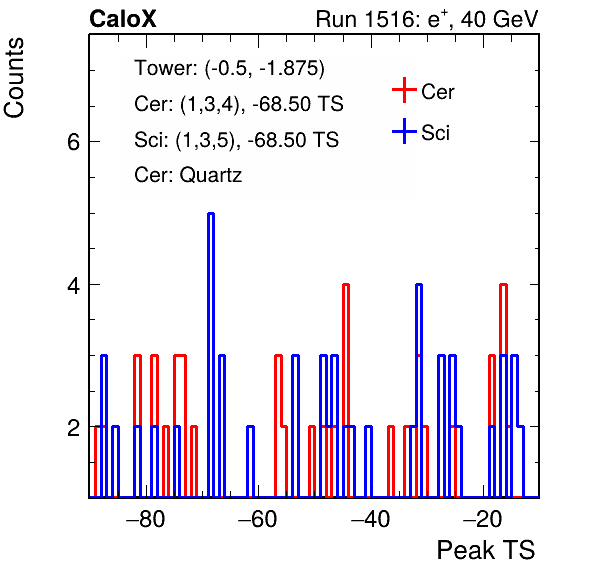 CaloX Run 1516: e⁺, 40 GeV
Counts
Tower: (-0.5, -1.875)
Cer: (1,3,4), -68.50 TS
Sci: (1,3,5), -68.50 TS
Cer: Quartz
Cer
Sci
6
4
2
−80 −60 −40 −20
Peak TS